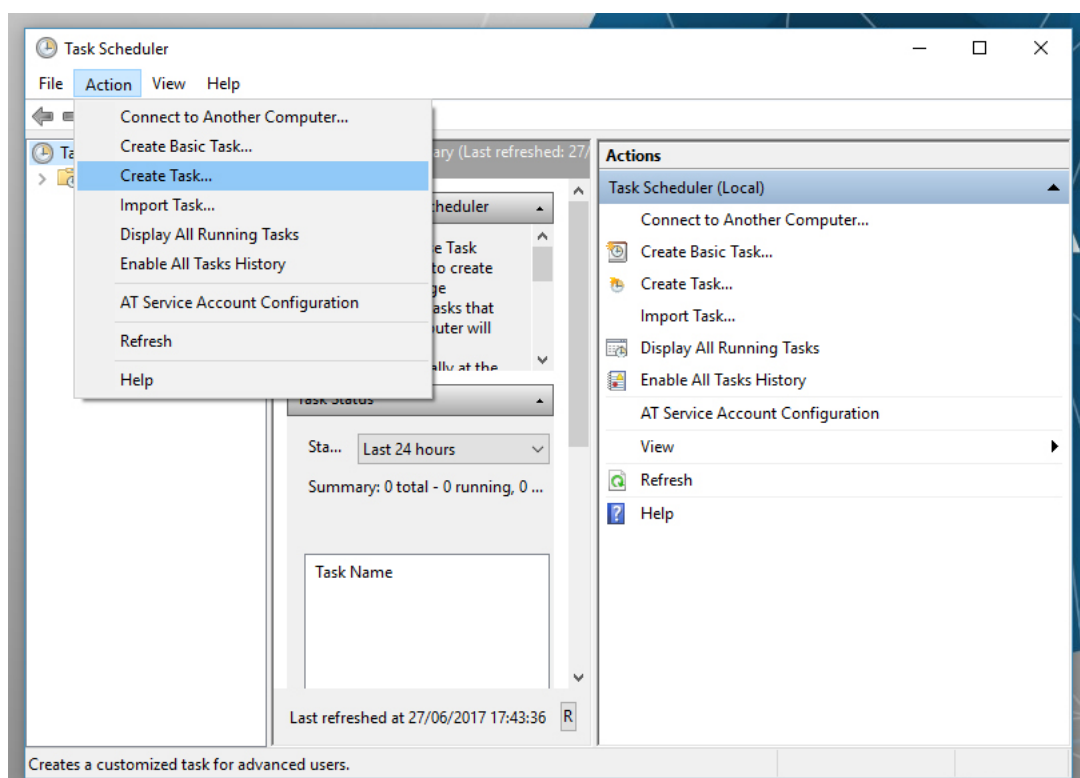 Task Scheduler
File Action View Help
Connect to Another Computer...
Create Basic Task...
Create Task...
Import Task...
Display All Running Tasks
Enable All Tasks History
AT Service Account Configuration
Refresh
Help
Ta
ary (Last refreshed: 27/
heduler
e Task
to create
ge
asks that
uter will
ally at the
Task Status
Sta... Last 24 hours
Summary: 0 total - 0 running, 0 ...
Task Name
Last refreshed at 27/06/2017 17:43:36 R
Actions
Task Scheduler (Local)
Connect to Another Computer...
Create Basic Task...
Create Task...
Import Task...
Display All Running Tasks
Enable All Tasks History
AT Service Account Configuration
View
Refresh
Help
Creates a customized task for advanced users.